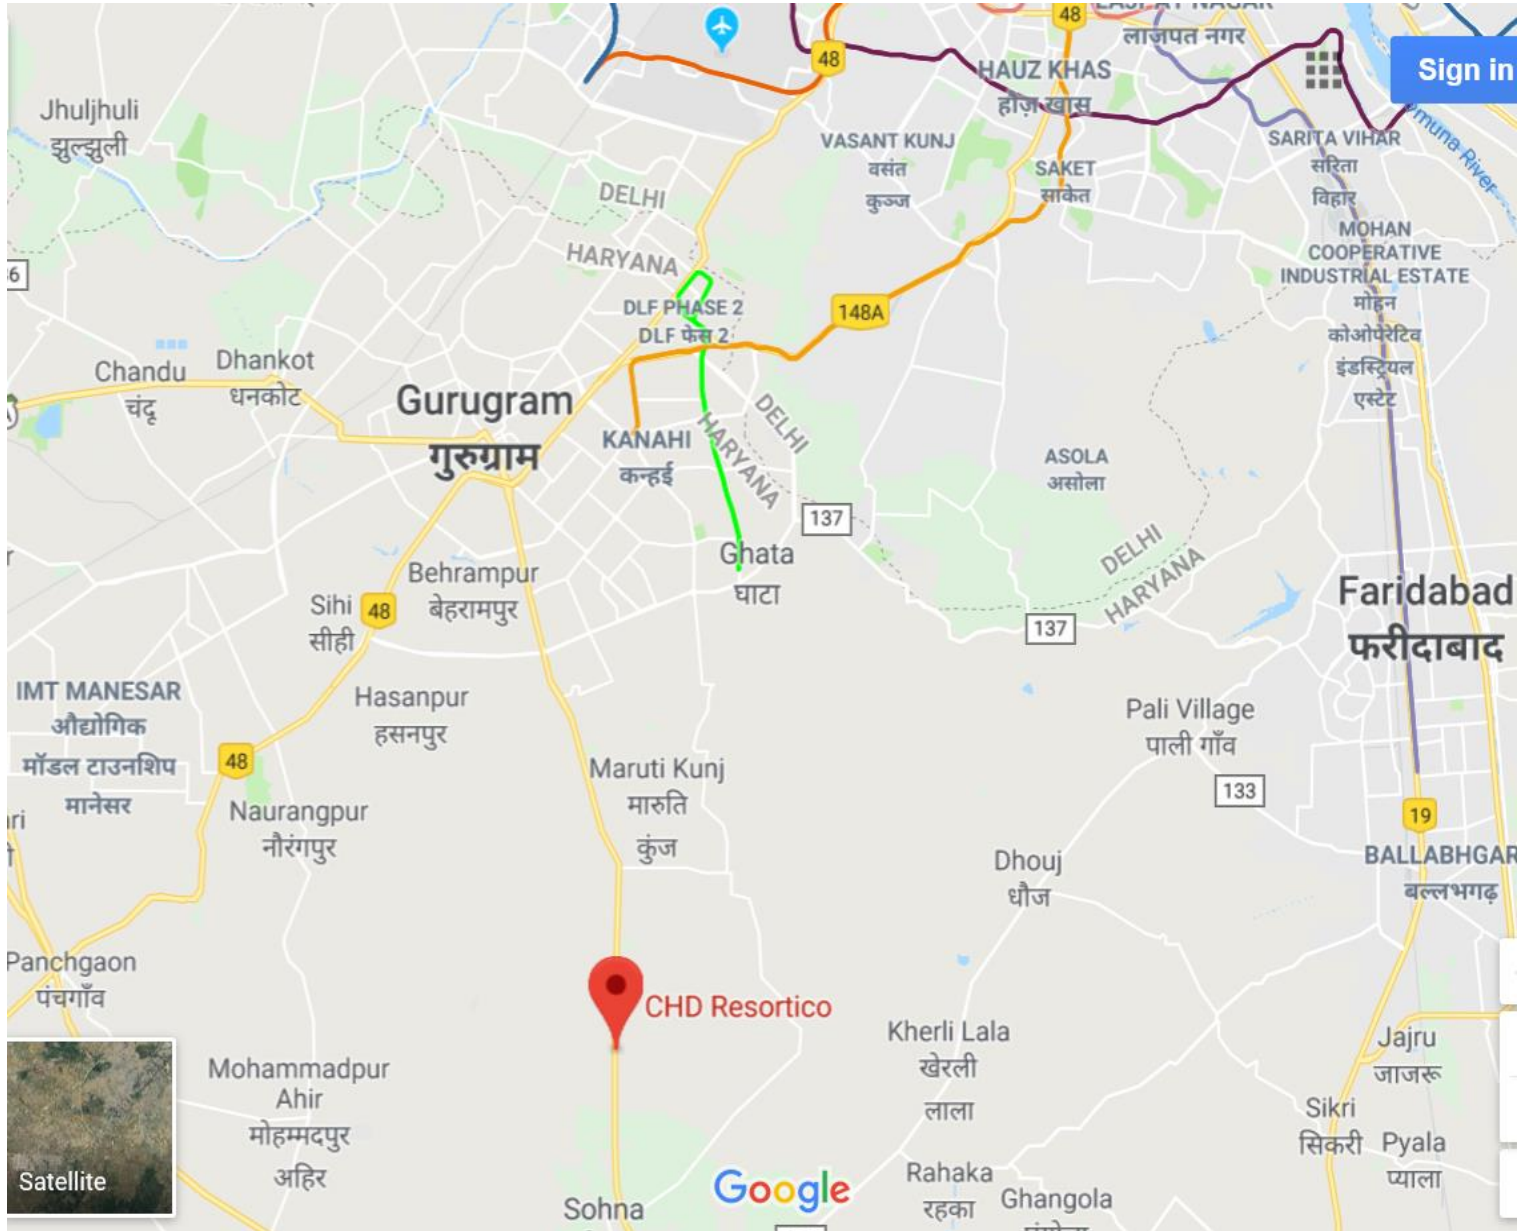 48
LAJPAT NAGAR
लाजपत नगर
48
HAUZ KHAS
हौज़ खास
Sign in
Jhuljhuli
झुल्झुली
VASANT KUNJ
वसंत
कुञ्ज
SAKET
साकेत
SARITA VIHAR
सरिता
विहार
muna River
DELHI
HARYANA
MOHAN
COOPERATIVE
INDUSTRIAL ESTATE
मोहन
कोओपेरेटिव
इंडस्ट्रियल
एस्टेट
6
DLF PHASE 2
DLF फेस 2
148A
Chandu
चंदू
Dhankot
धनकोट
Gurugram
गुरुग्राम
KANAHI
कन्हई
DELHI
HARYANA
ASOLA
असोला
137
DELHI
HARYANA
Ghata
घाटा
Behrampur
बेहरामपुर
Sihi
सीही
48
137
Faridabad
फरीदाबाद
IMT MANESAR
औद्योगिक
मॉडल टाउनशिप
मानेसर
Hasanpur
हसनपुर
Pali Village
पाली गाँव
48
Maruti Kunj
मारुति
कुंज
133
Naurangpur
नौरंगपुर
19
BALLABHGAR
बल्लभगढ़
Dhouj
धौज
Panchgaon
पंचगाँव
CHD Resortico
Kherli Lala
खेरली
लाला
Jajru
जाजरू
Mohammadpur
Ahir
मोहम्मदपुर
अहिर
Sikri
सिकरी
Pyala
प्याला
Satellite
Google
Rahaka
रहका
Ghangola
Sohna